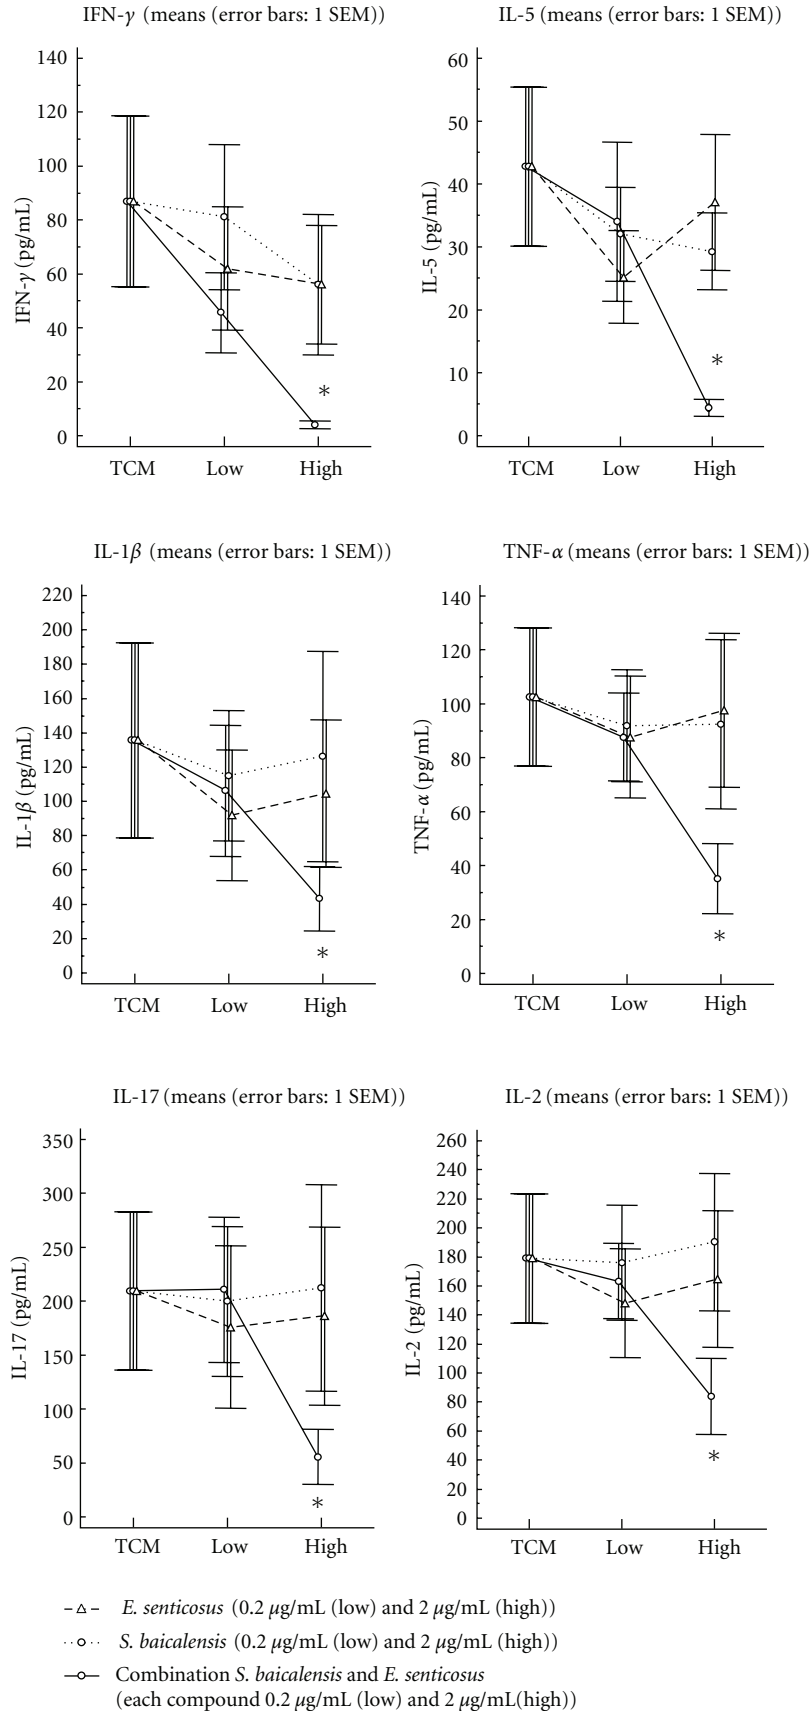 IFN-γ (means (error bars: 1 SEM))
IFN-γ (pg/mL)
140
120
100
80
60
40
20
0
*
TCM Low High
IL-5 (means (error bars: 1 SEM))
IL-5 (pg/mL)
60
50
40
30
20
10
0
*
TCM Low High
IL-1β (means (error bars: 1 SEM))
IL-1β (pg/mL)
220
200
180
160
140
120
100
80
60
40
20
0
*
TCM Low High
TNF-α (means (error bars: 1 SEM))
TNF-α (pg/mL)
140
120
100
80
60
40
20
0
*
TCM Low High
IL-17 (means (error bars: 1 SEM))
IL-17 (pg/mL)
350
300
250
200
150
100
50
0
*
TCM Low High
IL-2 (means (error bars: 1 SEM))
IL-2 (pg/mL)
260
240
220
200
180
160
140
120
100
80
60
40
20
0
*
TCM Low High
E. senticosus (0.2 μg/mL (low) and 2 μg/mL (high))
S. baicalensis (0.2 μg/mL (low) and 2 μg/mL (high))
Combination S. baicalensis and E. senticosus
(each compound 0.2 μg/mL (low) and 2 μg/mL(high))